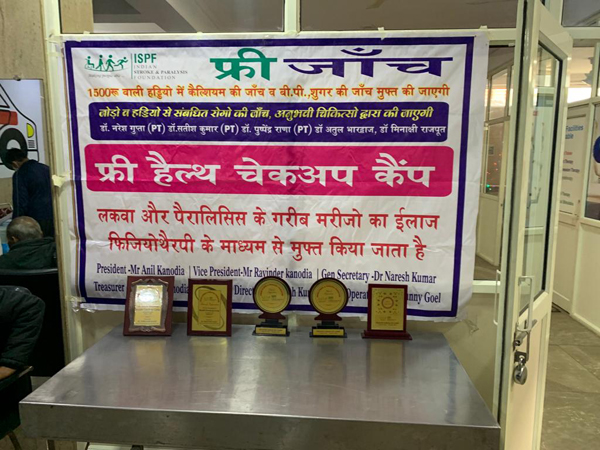 ISPF
INDIAN
STROKE & PARALYSIS
FOUNDATION
फ्री जाँच
1500रू वाली हड्डियो में कैल्शियम की जाँच व बी.पी.,शुगर की जाँच मुफ्त की जाएगी
जोड़ो व हडियो से संबधित रोगो की जाँच, अनुभवी चिकित्सो द्वारा की जाएगी
डॉ. नरेश गुप्ता (PT) डॉ.सतीश कुमार (PT) डॉ. पुष्पेंद्र राणा (PT) डॉ अतुल भारद्वाज, डॉ मिनाक्षी राजपूत
फ्री हैल्थ चेकअप कैंप
लकवा और पैरालिसिस के गरीब मरीजो का ईलाज
फिजियोथैरपी के माध्यम से मुफ्त किया जाता है
President-Mr Anil Kanodia | Vice President-Mr Ravinder kanodia | Gen Secretary -Dr Naresh Kumar
Treasurer
Facilities